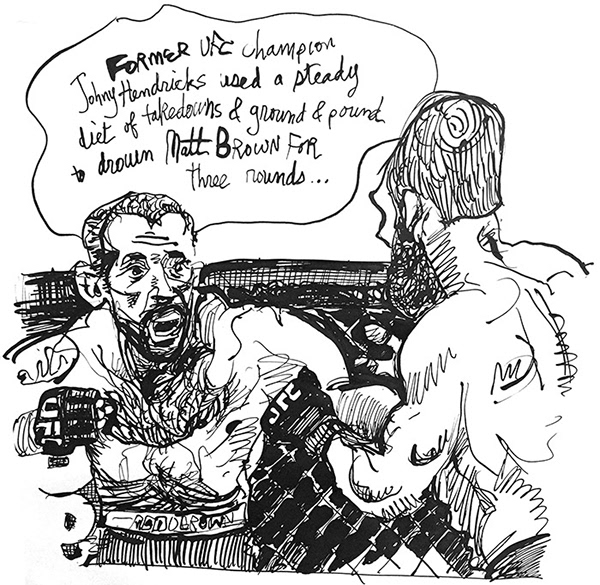 Former UFC champion
Johny Hendricks used a steady
diet of takedowns & ground & pound
to drown Matt Brown For
three rounds...
UFC